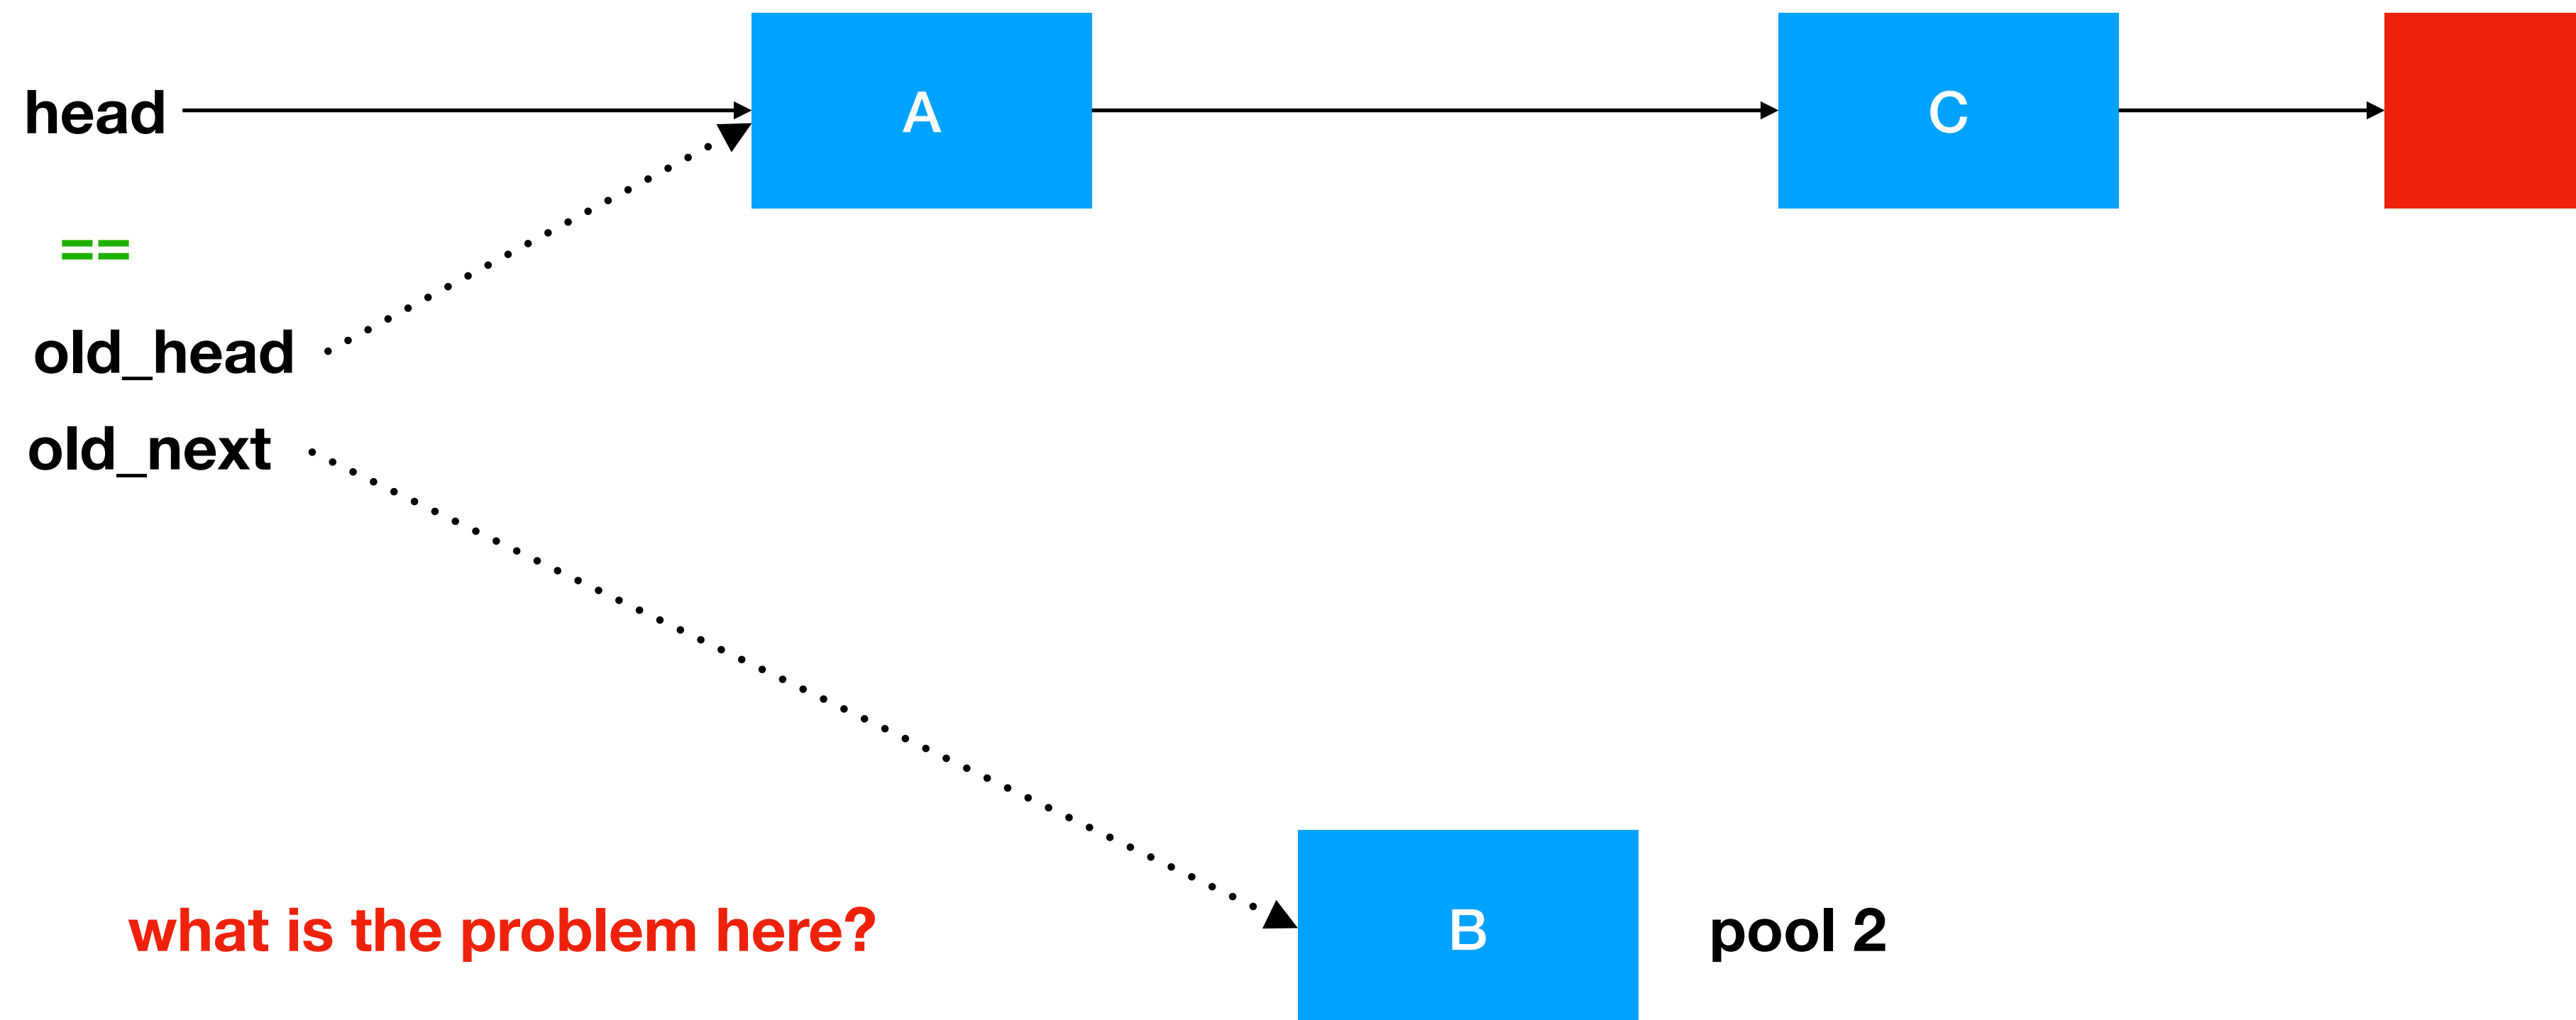 head
A
C
==
old_head
old_next
what is the problem here?
B
pool 2